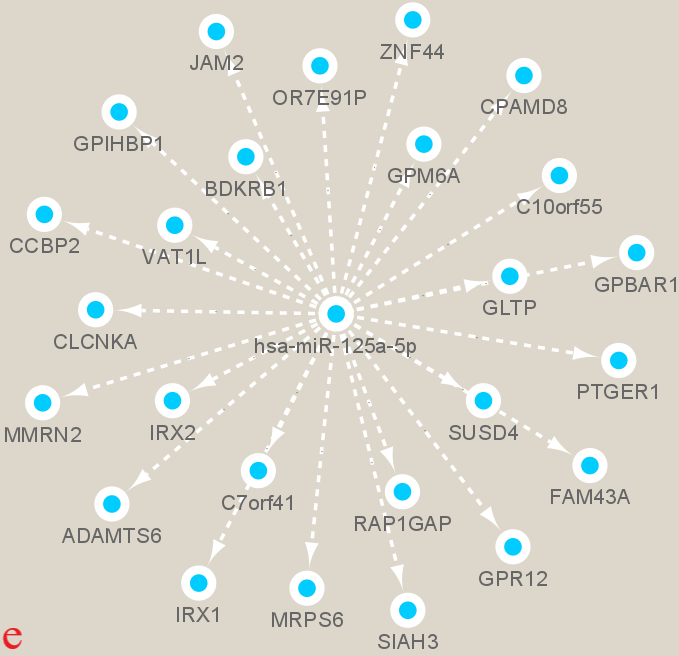 ZNF44
JAM2
OR7E91P
CPAMD8
GPIHBP1
GPM6A
BDKRB1
C10orf55
CCBP2
VAT1L
GPBAR1
GLTP
CLCNKA
hsa-miR-125a-5p
PTGER1
MMRN2
IRX2
SUSD4
FAM43A
C7orf41
RAP1GAP
ADAMTS6
GPR12
IRX1
MRPS6
SIAH3
e